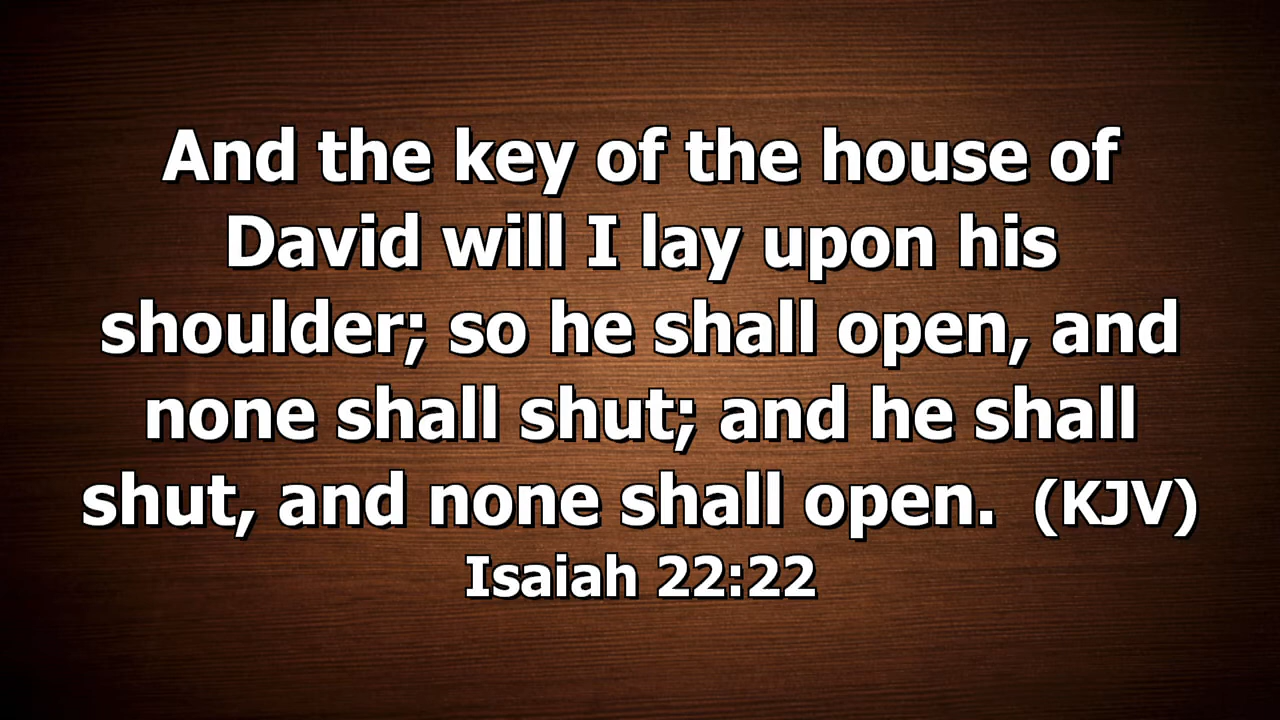 And the key of the house of
David will I lay upon his
shoulder; so he shall open, and
none shall shut; and he shall
shut, and none shall open. (KJV)
Isaiah 22:22